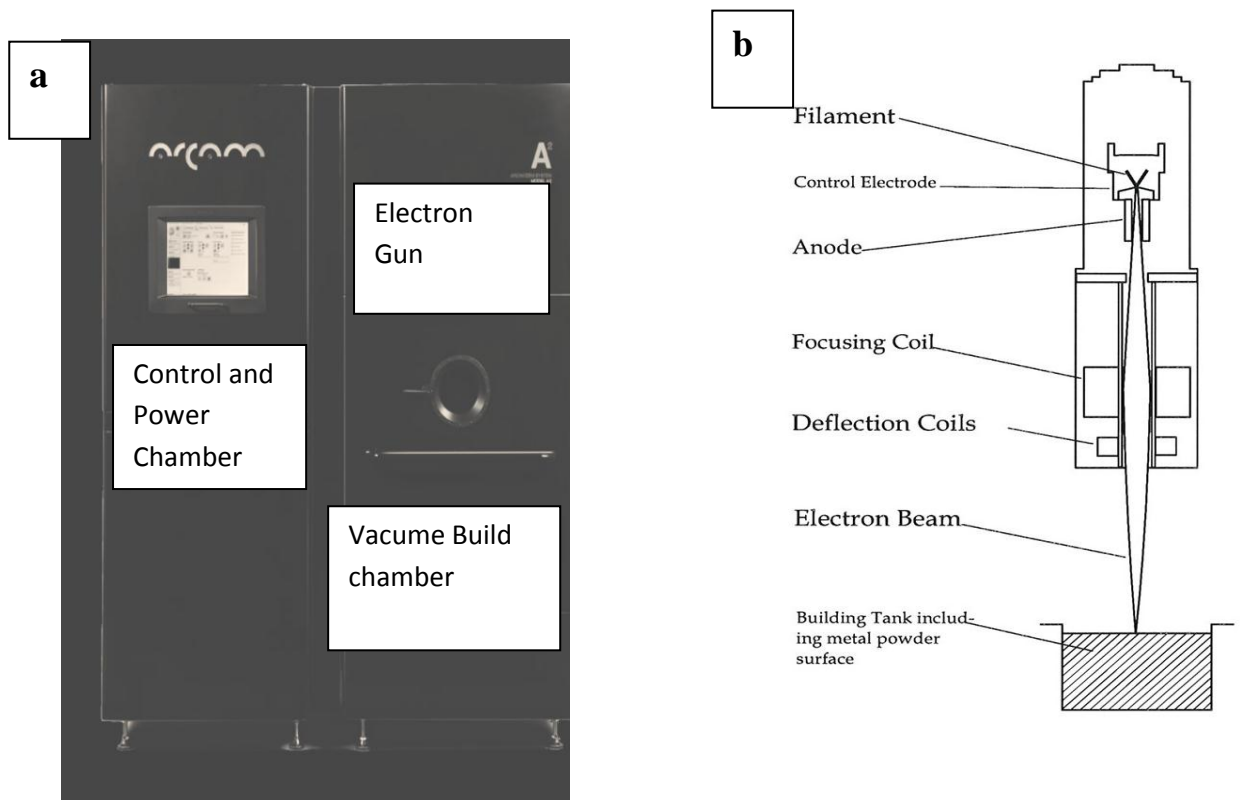 a
arcam
A2
Electron
Gun
Control and
Power
Chamber
Vacume Build
chamber
b
Filament
Control Electrode
Anode
Focusing Coil
Deflection Coils
Electron Beam
Building Tank includ-
ing metal powder
surface